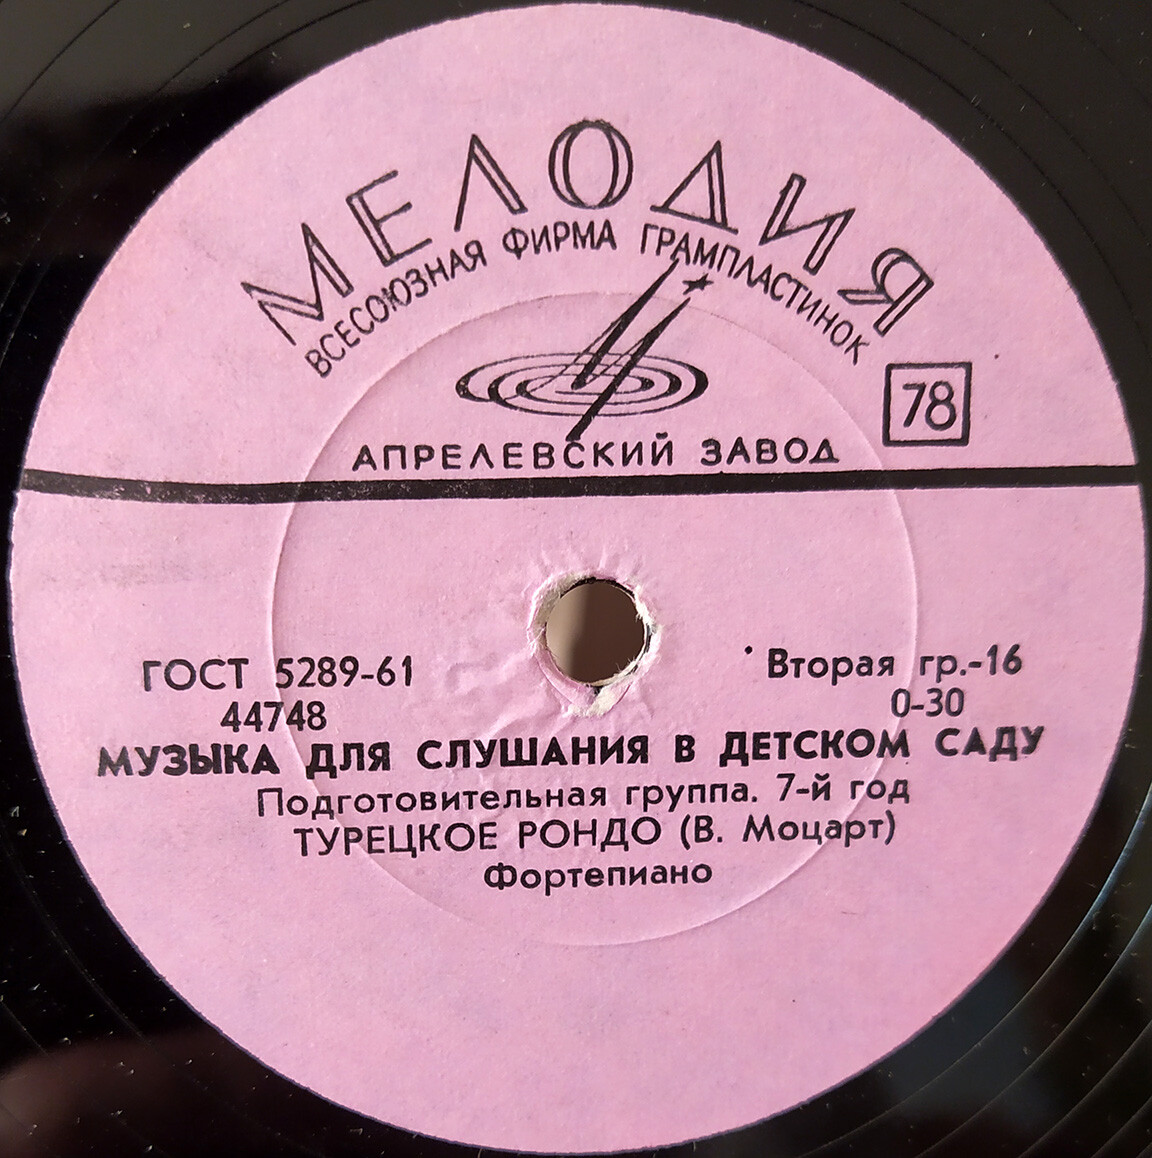 МЕЛОДИЯ
ВСЕСОЮЗНАЯ ФИРМА ГРАМПЛАСТИНОК
78
АПРЕЛЕВСКИЙ ЗАВОД
ГОСТ 5289-61 Вторая гр.-16
44748 0-30
МУЗЫКА ДЛЯ СЛУШАНИЯ В ДЕТСКОМ САДУ
Подготовительная группа. 7-й год
ТУРЕЦКОЕ РОНДО (В. Моцарт)
Фортепиано